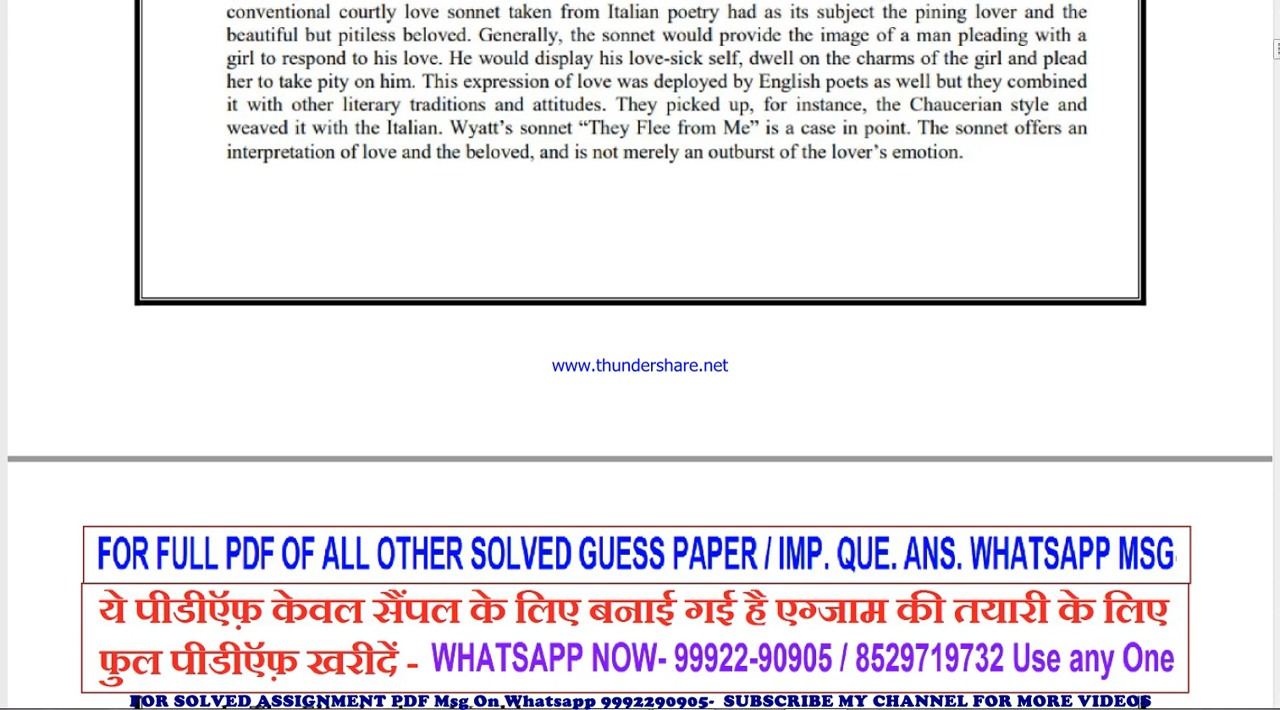 conventional courtly love sonnet taken from Italian poetry had as its subject the pining lover and the
beautiful but pitiless beloved. Generally, the sonnet would provide the image of a man pleading with a
girl to respond to his love. He would display his love-sick self, dwell on the charms of the girl and plead
her to take pity on him. This expression of love was deployed by English poets as well but they combined
it with other literary traditions and attitudes. They picked up, for instance, the Chaucerian style and
weaved it with the Italian. Wyatt’s sonnet “They Flee from Me” is a case in point. The sonnet offers an
interpretation of love and the beloved, and is not merely an outburst of the lover’s emotion.
www.thundershare.net
FOR FULL PDF OF ALL OTHER SOLVED GUESS PAPER / IMP. QUE. ANS. WHATSAPP MSG
ये पीडीऍफ़ केवल सैंपल के लिए बनाई गई है एग्जाम की तयारी के लिए
फुल पीडीऍफ़ खरीदें - WHATSAPP NOW- 99922-90905 / 8529719732 Use any One
FOR SOLVED ASSIGNMENT PDF Msg On Whatsapp 9992290905- SUBSCRIBE MY CHANNEL FOR MORE VIDEOS